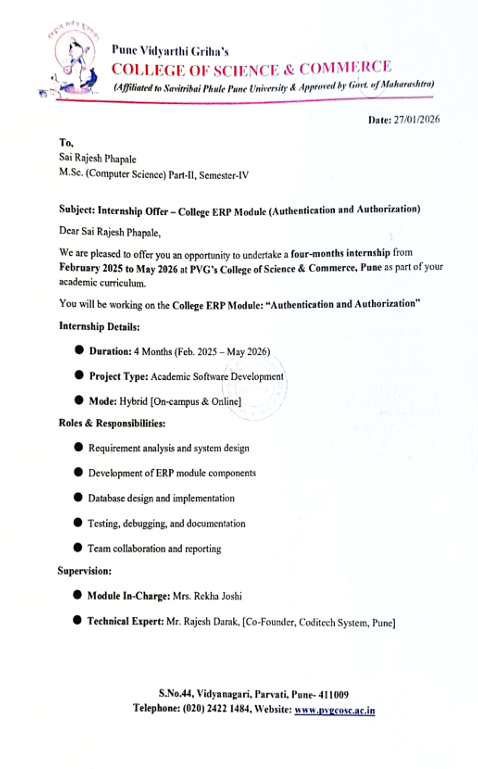 Pune Vidyarthi Griha's
COLLEGE OF SCIENCE & COMMERCE
(Affiliated to Savitribai Phule Pune University & Approved by Govt. of Maharashtra)
Date: 27/01/2026
To,
Sai Rajesh Phapale
M.Sc. (Computer Science) Part-II, Semester-IV
Subject: Internship Offer – College ERP Module (Authentication and Authorization)
Dear Sai Rajesh Phapale,
We are pleased to offer you an opportunity to undertake a four-months internship from
February 2025 to May 2026 at PVG's College of Science & Commerce, Pune as part of your
academic curriculum.
You will be working on the College ERP Module: “Authentication and Authorization”
Internship Details:
● Duration: 4 Months (Feb. 2025 – May 2026)
● Project Type: Academic Software Development
● Mode: Hybrid [On-campus & Online]
Roles & Responsibilities:
● Requirement analysis and system design
● Development of ERP module components
● Database design and implementation
● Testing, debugging, and documentation
● Team collaboration and reporting
Supervision:
● Module In-Charge: Mrs. Rekha Joshi
● Technical Expert: Mr. Rajesh Darak, [Co-Founder, Coditech System, Pune]
S.No.44, Vidyanagari, Parvati, Pune- 411009
Telephone: (020) 2422 1484, Website: www.pvgcosc.ac.in